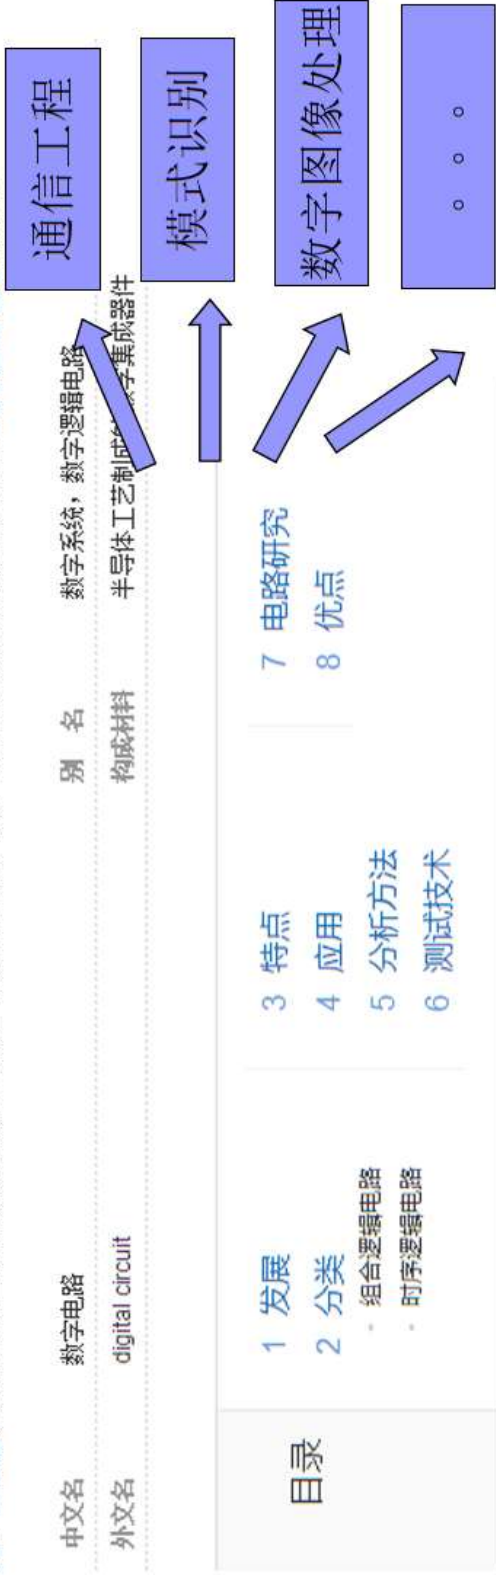 中文名 数字电路 别 名 数字系统，数字逻辑电路
外文名 digital circuit 构成材料 半导体工艺制成 数字集成器件
目录
1 发展
2 分类
· 组合逻辑电路
· 时序逻辑电路
3 特点
4 应用
5 分析方法
6 测试技术
7 电路研究
8 优点
通信工程
模式识别
数字图像处理
。。。